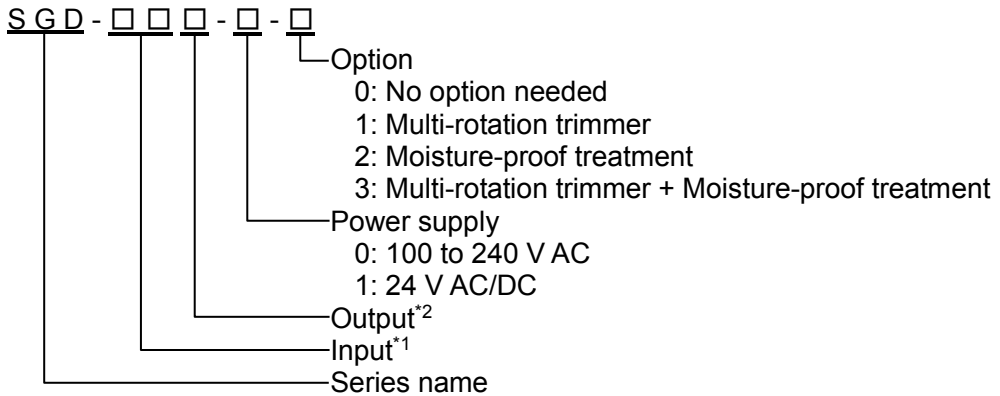 S G D - □ □ □ - □ - □
Option
0: No option needed
1: Multi-rotation trimmer
2: Moisture-proof treatment
3: Multi-rotation trimmer + Moisture-proof treatment
Power supply
0: 100 to 240 V AC
1: 24 V AC/DC
Output*2
Input*1
Series name